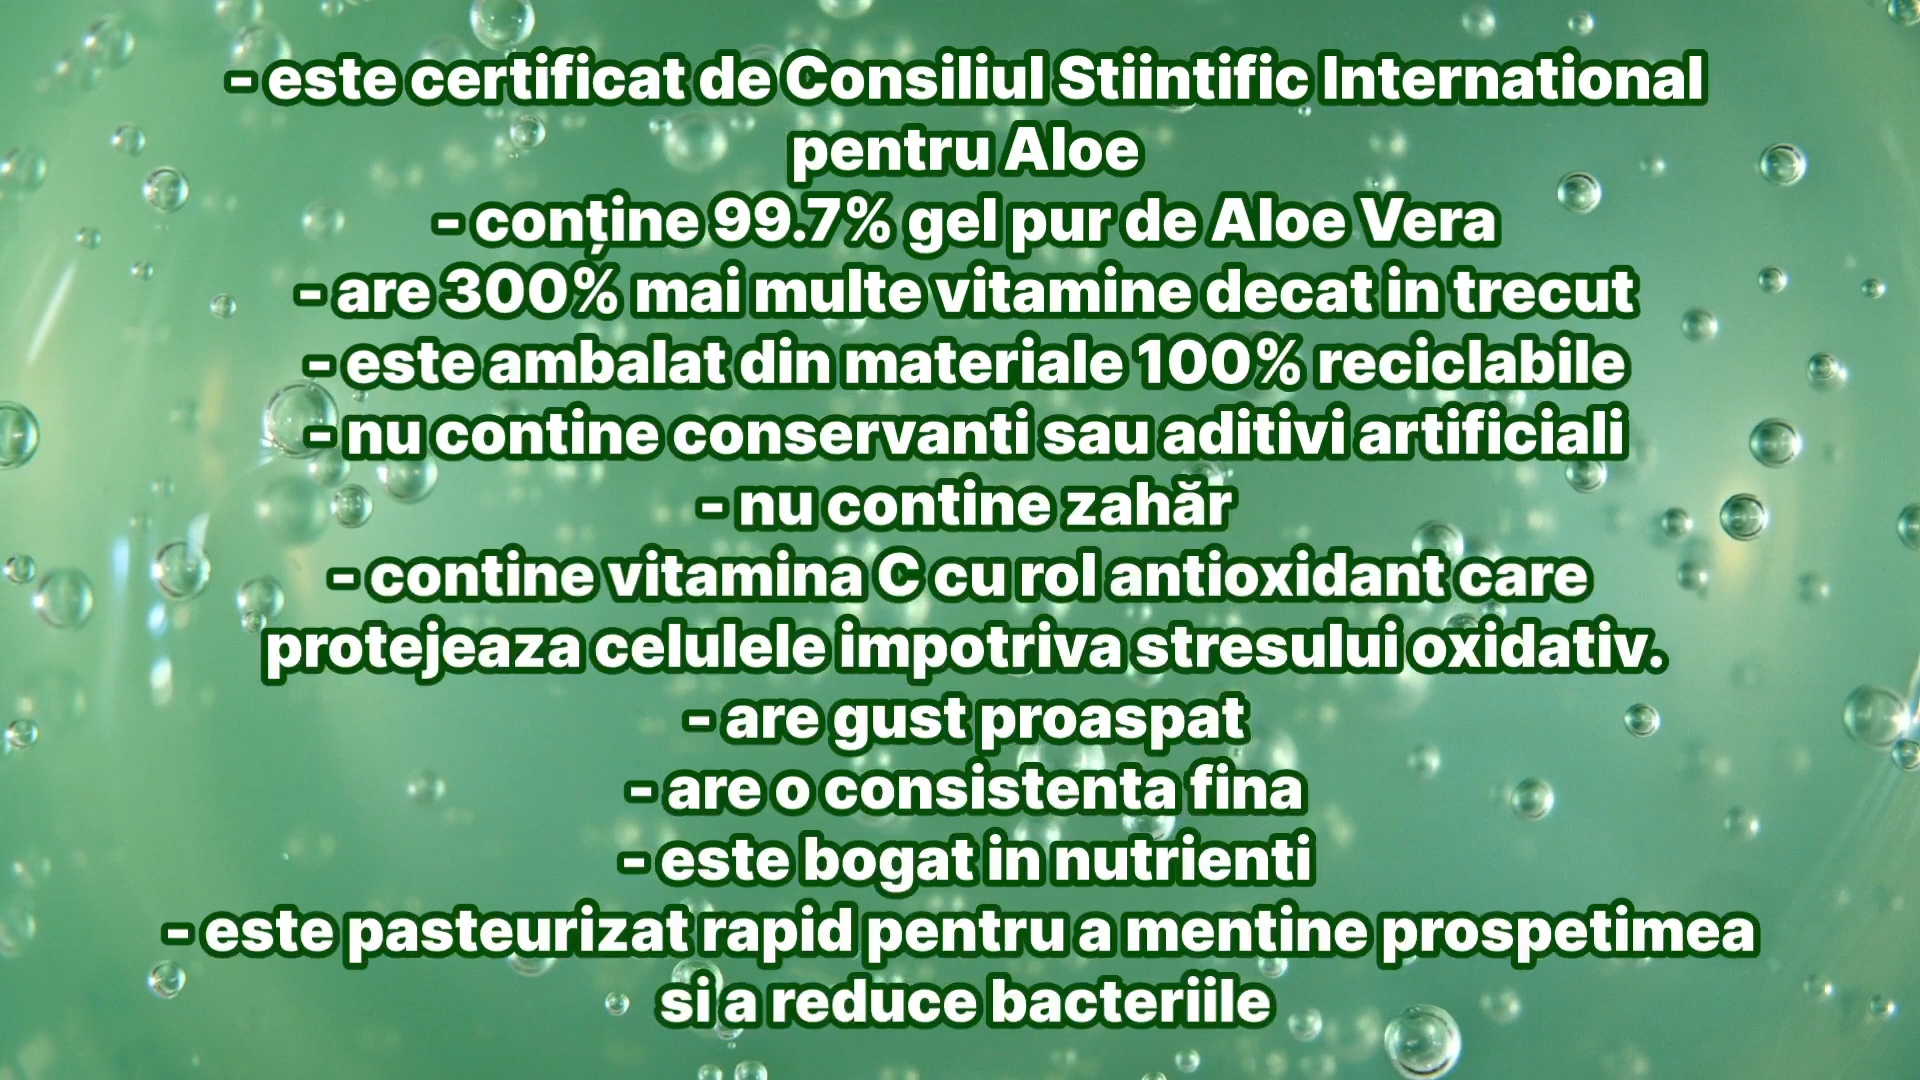 - este certificat de Consiliul Stiintific International
pentru Aloe
- conține 99.7% gel pur de Aloe Vera
- are 300% mai multe vitamine decat in trecut
- este ambalat din materiale 100% reciclabile
- nu contine conservanti sau aditivi artificiali
- nu contine zahăr
- contine vitamina C cu rol antioxidant care
protejeaza celulele impotriva stresului oxidativ.
- are gust proaspat
- are o consistenta fina
- este bogat in nutrienti
- este pasteurizat rapid pentru a mentine prospetimea
si a reduce bacteriile